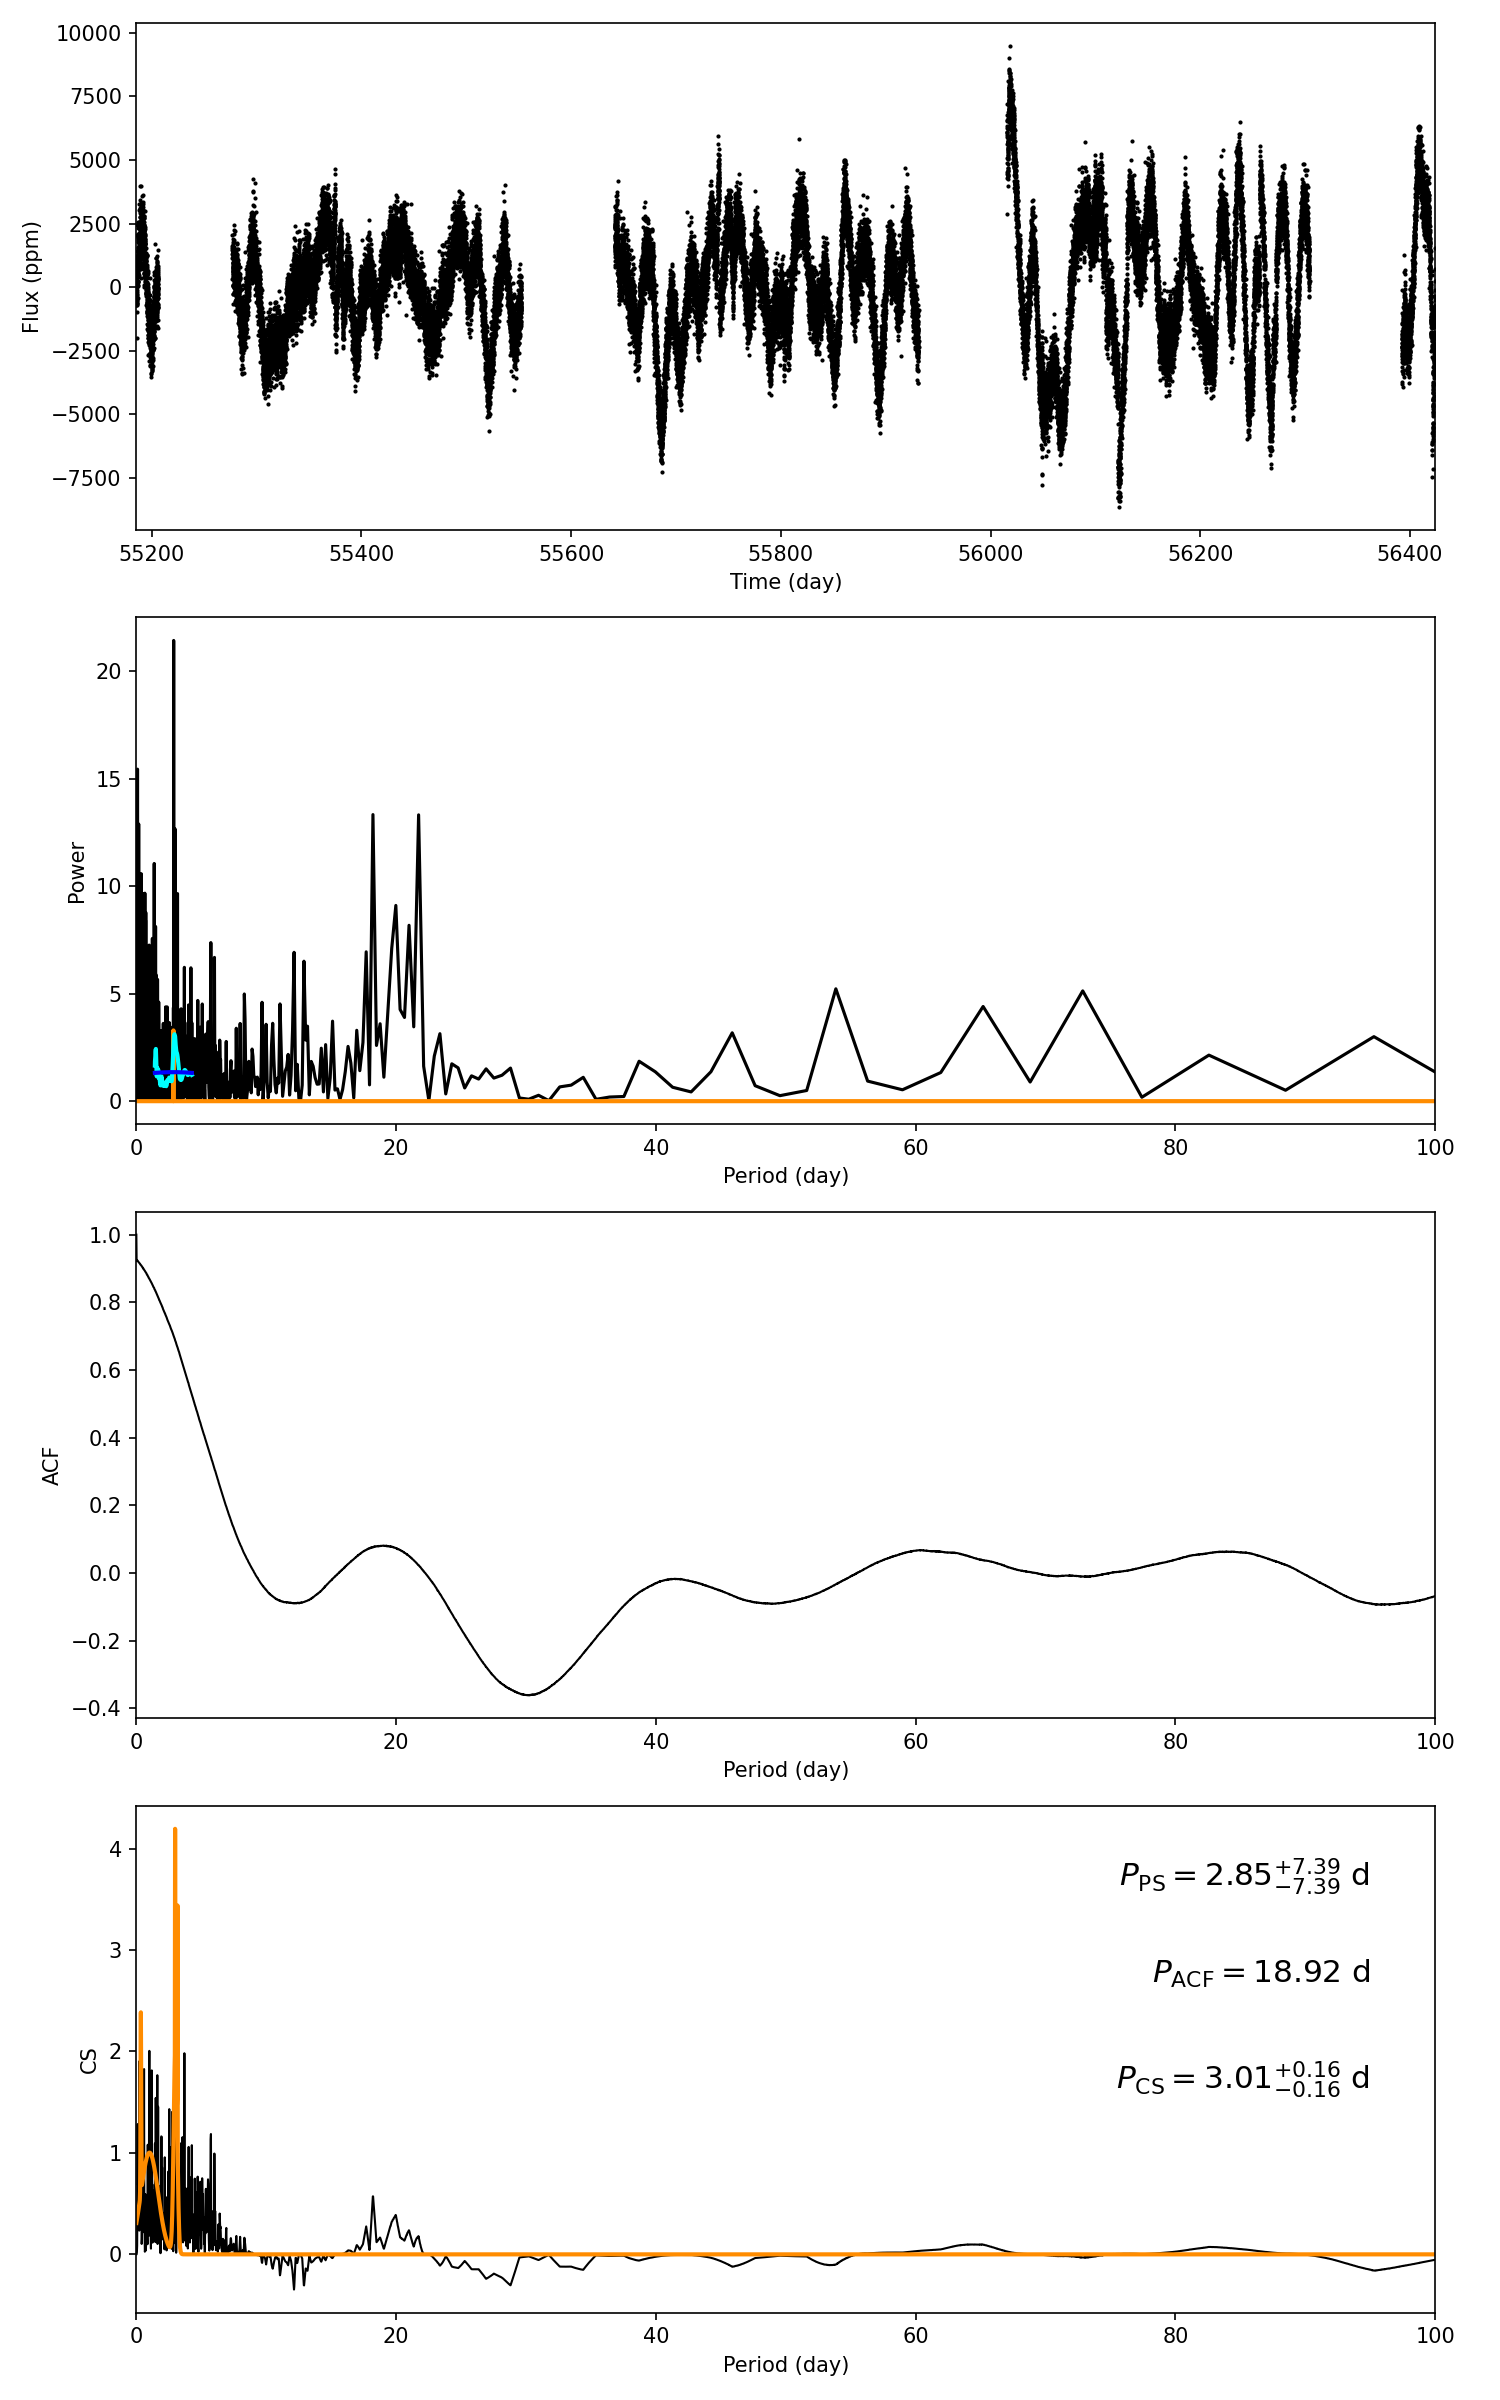 10000
7500
5000
2500
0
−2500
−5000
−7500
Flux (ppm)
55200 55400 55600 55800 56000 56200 56400
Time (day)
20
15
10
5
0
Power
0 20 40 60 80 100
Period (day)
1.0
0.8
0.6
0.4
0.2
0.0
−0.2
−0.4
ACF
0 20 40 60 80 100
Period (day)
4
3
2
1
0
CS
P_PS = 2.85^{+7.39}_{−7.39} d
P_ACF = 18.92 d
P_CS = 3.01^{+0.16}_{−0.16} d
0 20 40 60 80 100
Period (day)